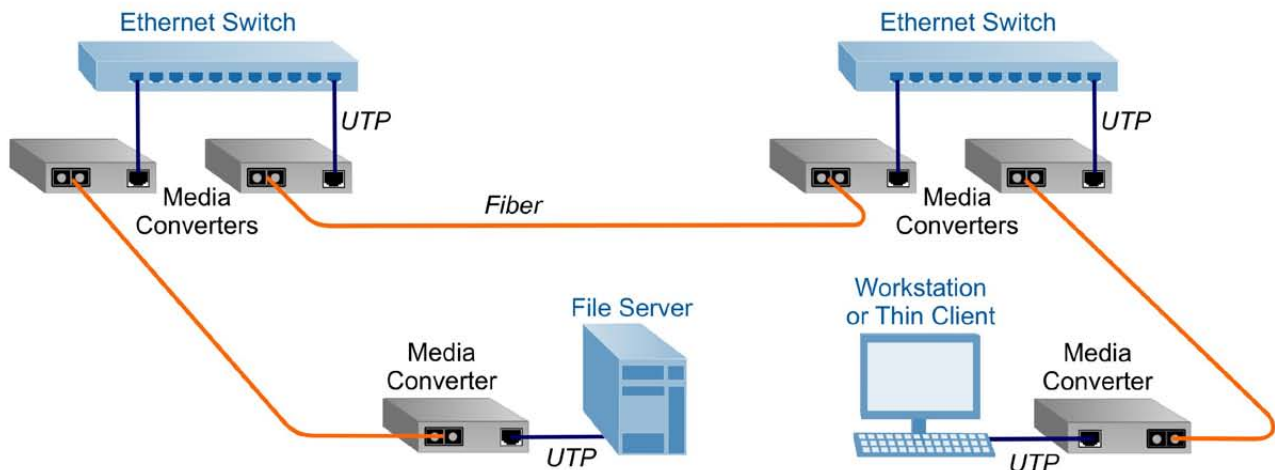 Ethernet Switch
Ethernet Switch
UTP
UTP
Media
Converters
Fiber
Media
Converters
File Server
Workstation
or Thin Client
Media
Converter
Media
Converter
UTP
UTP